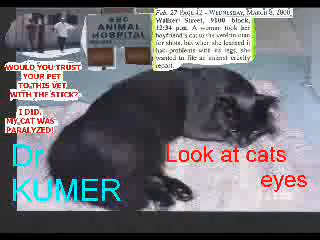 ABC
ANIMAL
HOSPITAL
Feb. 27 PAGE 42 - WEDNESDAY, MARCH 8, 2000
Walker Street, 9100 block,
12:34 p.m. A woman took her
boyfriend's cat to the veterinarian
for shots, but when she learned it
had problems with its legs, she
wanted to file an animal cruelty
report.
WOULD YOU TRUST
YOUR PET
TO THIS VET
WITH THE STICK?
I DID.
MY CAT WAS
PARALYZED!
Dr
KUMER
Look at cats
eyes